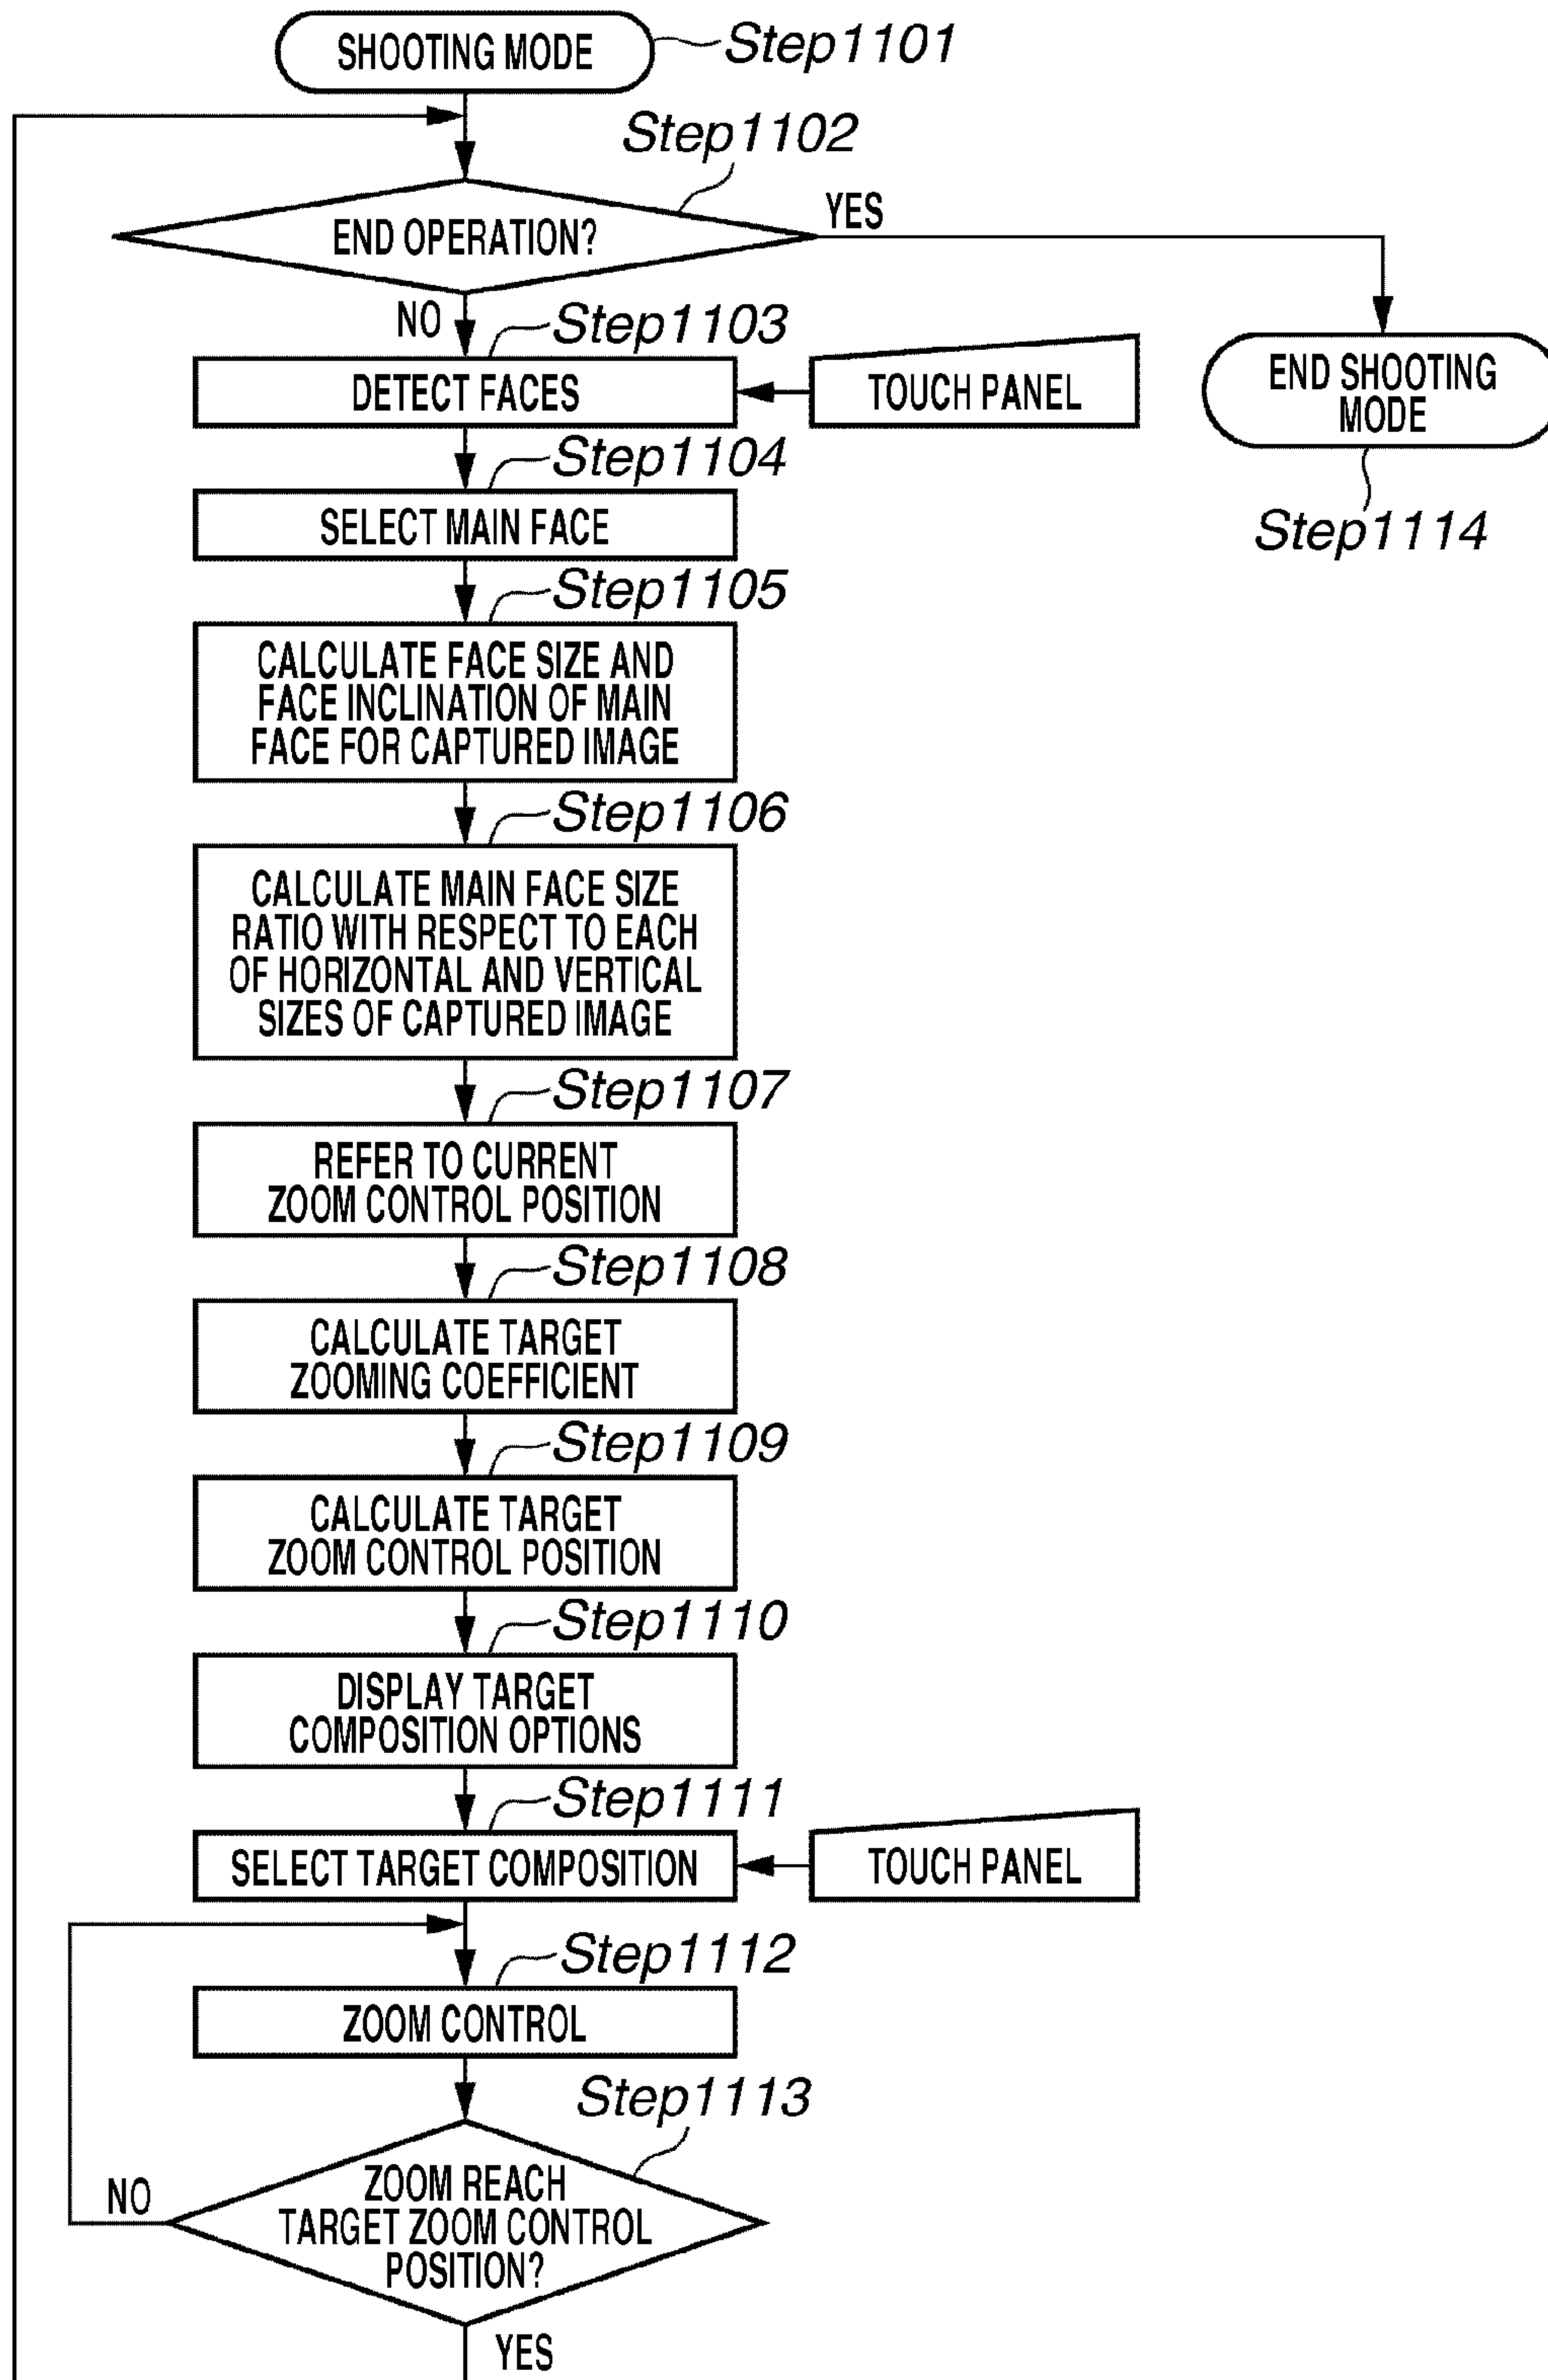 SHOOTING MODE
Step1101
Step1102
END OPERATION?
YES
NO
Step1103
DETECT FACES
TOUCH PANEL
END SHOOTING
MODE
Step1114
Step1104
SELECT MAIN FACE
Step1105
CALCULATE FACE SIZE AND
FACE INCLINATION OF MAIN
FACE FOR CAPTURED IMAGE
Step1106
CALCULATE MAIN FACE SIZE
RATIO WITH RESPECT TO EACH
OF HORIZONTAL AND VERTICAL
SIZES OF CAPTURED IMAGE
Step1107
REFER TO CURRENT
ZOOM CONTROL POSITION
Step1108
CALCULATE TARGET
ZOOMING COEFFICIENT
Step1109
CALCULATE TARGET
ZOOM CONTROL POSITION
Step1110
DISPLAY TARGET
COMPOSITION OPTIONS
Step1111
SELECT TARGET COMPOSITION
TOUCH PANEL
Step1112
ZOOM CONTROL
Step1113
ZOOM REACH
TARGET ZOOM CONTROL
POSITION?
NO
YES